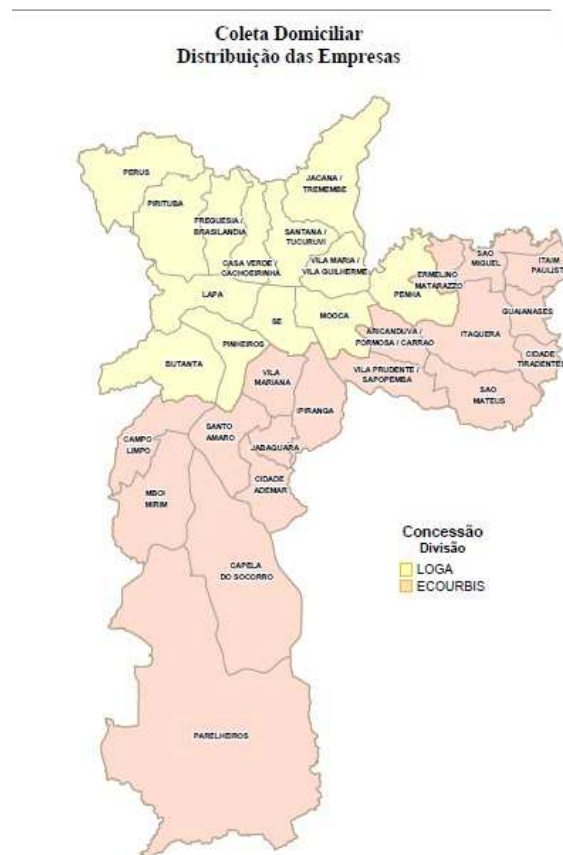 Coleta Domiciliar
Distribuição das Empresas
PERUS
JACANA /
TREMEMBE
PIRITUBA
FREGUESIA /
BRASILANDIA
SANTANA /
TUCURUVI
CASA VERDE /
CACHOEIRINHA
VILA MARIA /
VILA GUILHERME
SAO
MIGUEL
ITAIM
PAULIST
ERMELINO
MATARAZZO
PENHA
LAPA
SE
MOOCA
GUAIANASES
ARICANDUVA /
FORMOSA / CARRAO
ITAQUERA
PINHEIROS
BUTANTA
CIDADE
TIRADENTES
VILA PRUDENTE /
SAPOPEMBA
VILA
MARIANA
SAO
MATEUS
IPIRANGA
SANTO
AMARO
CAMPO
LIMPO
JABAQUARA
CIDADE
ADEMAR
MBOI
MIRIM
CAPELA
DO SOCORRO
PARELHEIROS
Concessão
Divisão
LOGA
ECOURBIS